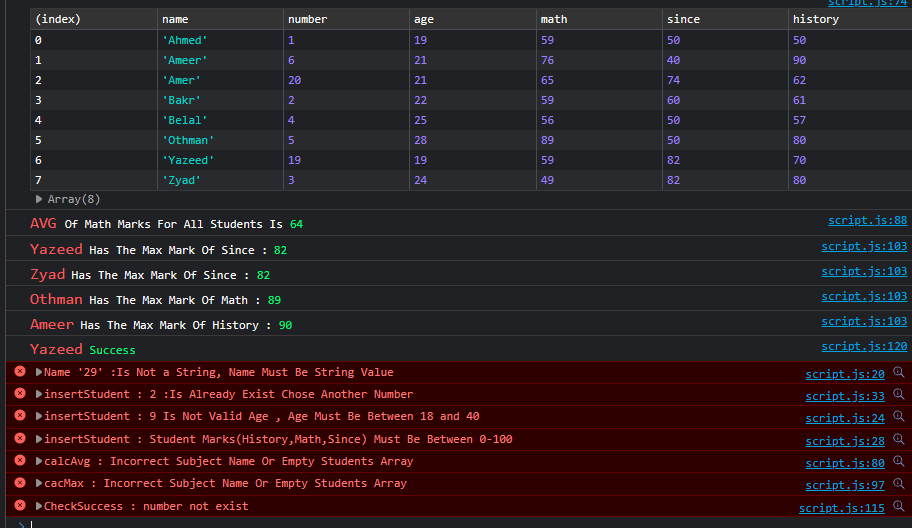 script.js:74
(index) name number age math since history
0 'Ahmed' 1 19 59 50 50
1 'Ameer' 6 21 76 40 90
2 'Amer' 20 21 65 74 62
3 'Bakr' 2 22 59 60 61
4 'Belal' 4 25 56 50 57
5 'Othman' 5 28 89 50 80
6 'Yazeed' 19 19 59 82 70
7 'Zyad' 3 24 49 82 80
Array(8)
AVG Of Math Marks For All Students Is 64 script.js:88
Yazeed Has The Max Mark Of Since : 82 script.js:103
Zyad Has The Max Mark Of Since : 82 script.js:103
Othman Has The Max Mark Of Math : 89 script.js:103
Ameer Has The Max Mark Of History : 90 script.js:103
Yazeed Success script.js:120
Name '29' :Is Not a String, Name Must Be String Value script.js:20
insertStudent : 2 :Is Already Exist Chose Another Number script.js:33
insertStudent : 9 Is Not Valid Age , Age Must Be Between 18 and 40 script.js:24
insertStudent : Student Marks(History,Math,Since) Must Be Between 0-100 script.js:28
calcAvg : Incorrect Subject Name Or Empty Students Array script.js:80
cacMax : Incorrect Subject Name Or Empty Students Array script.js:97
CheckSuccess : number not exist script.js:115